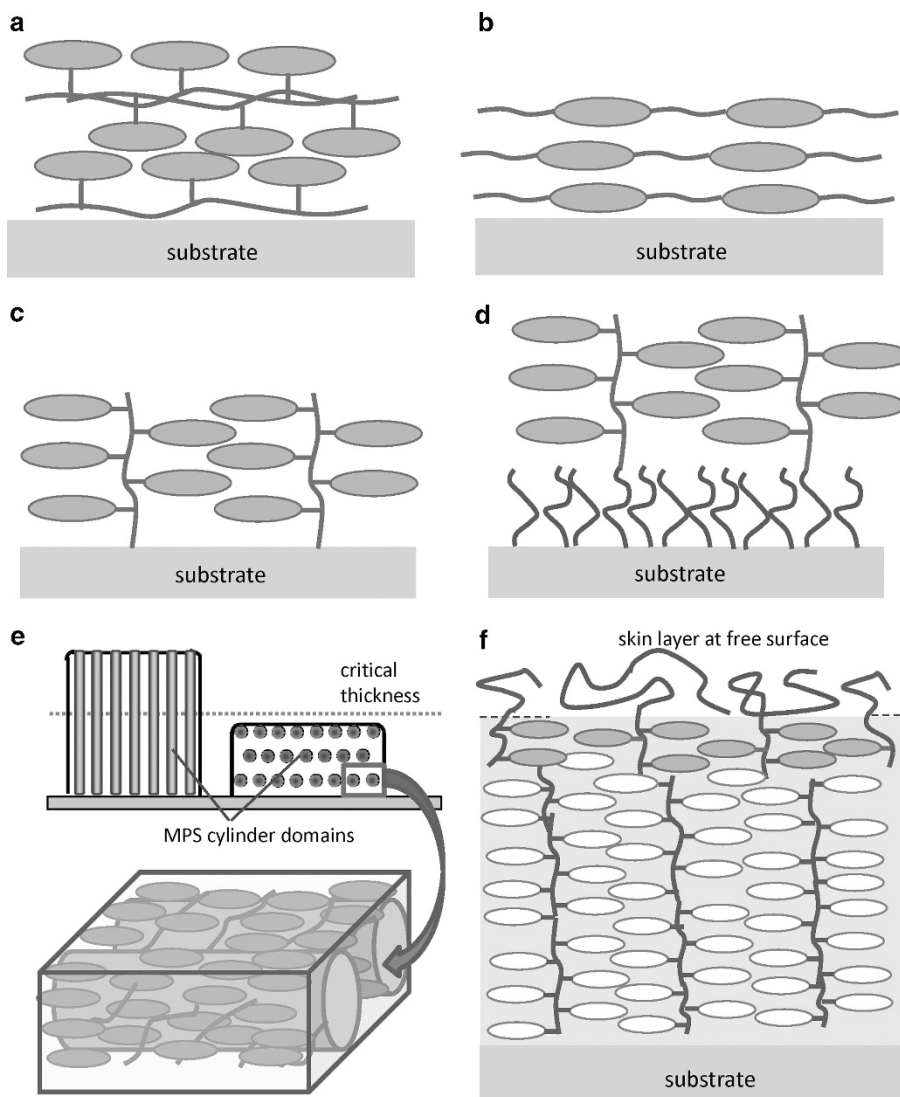 a
b
substrate
substrate
c
d
substrate
substrate
e
f
skin layer at free surface
critical
thickness
MPS cylinder domains
substrate